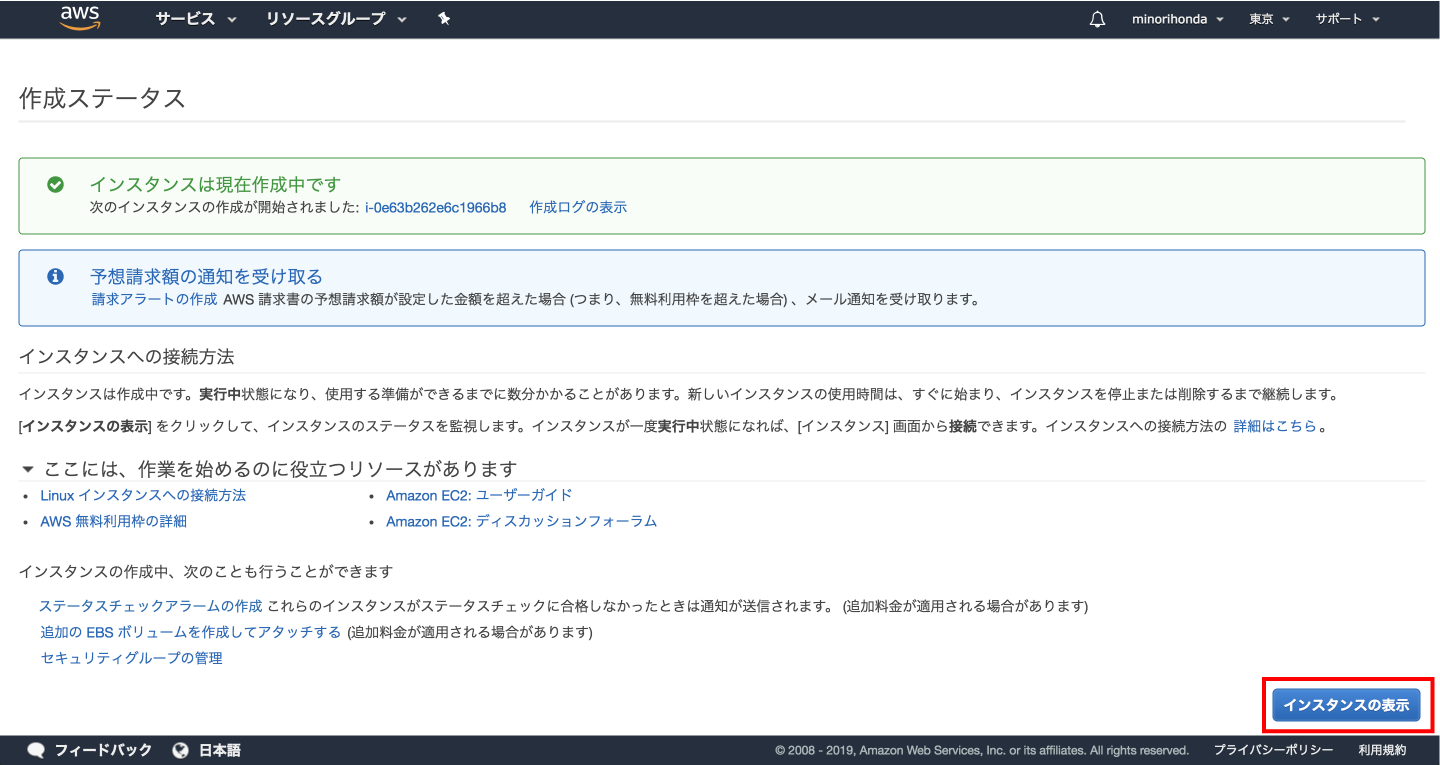 aws サービス リソースグループ minorihonda 東京 サポート
作成ステータス
インスタンスは現在作成中です
次のインスタンスの作成が開始されました: i-0e63b262e6c1966b8 作成ログの表示
予想請求額の通知を受け取る
請求アラートの作成 AWS 請求書の予想請求額が設定した金額を超えた場合 (つまり、無料利用枠を超えた場合) 、メール通知を受け取ります。
インスタンスへの接続方法
インスタンスは作成中です。実行中状態になり、使用する準備ができるまでに数分かかることがあります。新しいインスタンスの使用時間は、すぐに始まり、インスタンスを停止または削除するまで継続します。
[インスタンスの表示] をクリックして、インスタンスのステータスを監視します。インスタンスが一度実行中状態になれば、[インスタンス] 画面から接続できます。インスタンスへの接続方法の 詳細はこちら 。
ここには、作業を始めるのに役立つリソースがあります
• Linux インスタンスへの接続方法 • Amazon EC2: ユーザーガイド
• AWS 無料利用枠の詳細 • Amazon EC2: ディスカッションフォーラム
インスタンスの作成中、次のことも行うことができます
ステータスチェックアラームの作成 これらのインスタンスがステータスチェックに合格しなかったときは通知が送信されます。 (追加料金が適用される場合があります)
追加の EBS ボリュームを作成してアタッチする (追加料金が適用される場合があります)
セキュリティグループの管理
インスタンスの表示
フィードバック 日本語 © 2008 - 2019, Amazon Web Services, Inc. or its affiliates. All rights reserved. プライバシーポリシー 利用規約